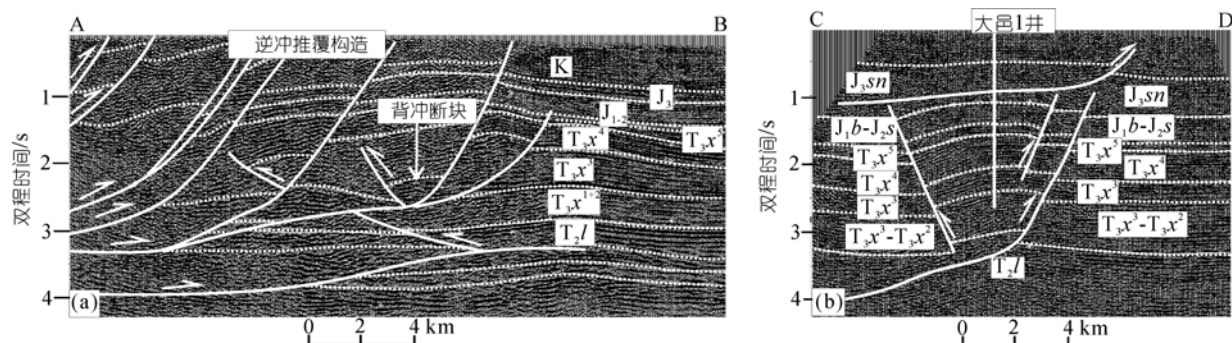 A
B
逆冲推覆构造
背冲断块
K
J₃
J₁₋₂
T₃x⁵
T₃x⁴
T₃x³
T₃x¹⁺²
T₂l
双程时间/s
1
2
3
4
(a)
0 2 4 km
C
D
大邑1井
J₃sn
J₃sn
J₁b-J₂s
J₁b-J₂s
T₃x⁵
T₃x⁵
T₃x⁴
T₃x⁴
T₃x³
T₃x³
T₃x³-T₃x²
T₃x³-T₃x²
T₂l
双程时间/s
1
2
3
4
(b)
0 2 4 km